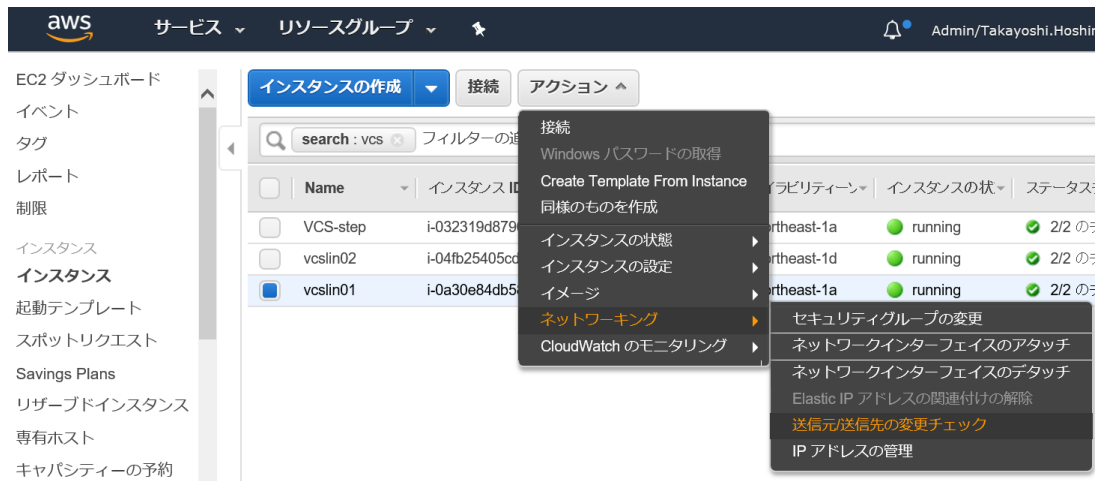 aws サービス リソースグループ Admin/Takayoshi.Hoshin
EC2 ダッシュボード
イベント
タグ
レポート
制限
インスタンス
インスタンス
起動テンプレート
スポットリクエスト
Savings Plans
リザーブドインスタンス
専有ホスト
キャパシティーの予約
インスタンスの作成 接続 アクション
search : vcs フィルターの追
Name インスタンス ID イラビリティーゾ インスタンスの状 ステータス
VCS-step i-032319d879 ortheast-1a running 2/2 の
vcslin02 i-04fb25405cd ortheast-1d running 2/2 の
vcslin01 i-0a30e84db5 ortheast-1a running 2/2 の
接続
Windows パスワードの取得
Create Template From Instance
同様のものを作成
インスタンスの状態
インスタンスの設定
イメージ
ネットワーキング
CloudWatch のモニタリング
セキュリティグループの変更
ネットワークインターフェイスのアタッチ
ネットワークインターフェイスのデタッチ
Elastic IP アドレスの関連付けの解除
送信元/送信先の変更チェック
IP アドレスの管理